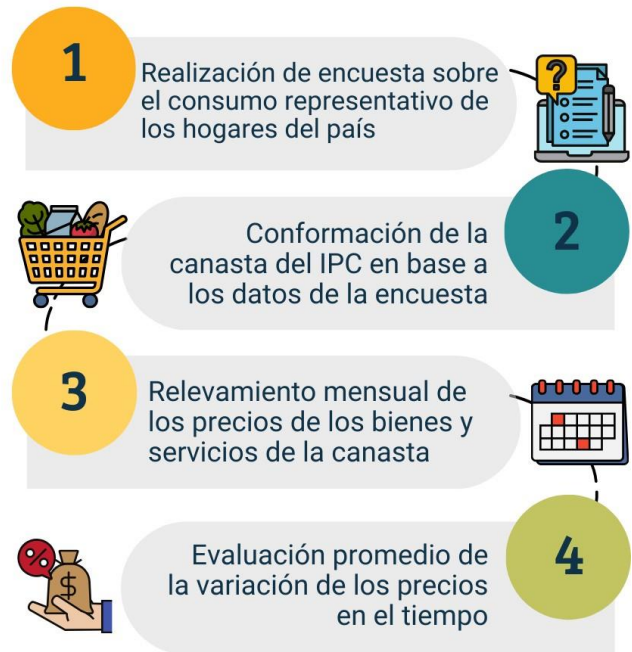 1
Realización de encuesta sobre
el consumo representativo de
los hogares del país
?
Conformación de la
canasta del IPC en base a
los datos de la encuesta
2
3
Relevamiento mensual de
los precios de los bienes y
servicios de la canasta
%
$
Evaluación promedio de
la variación de los precios
en el tiempo
4